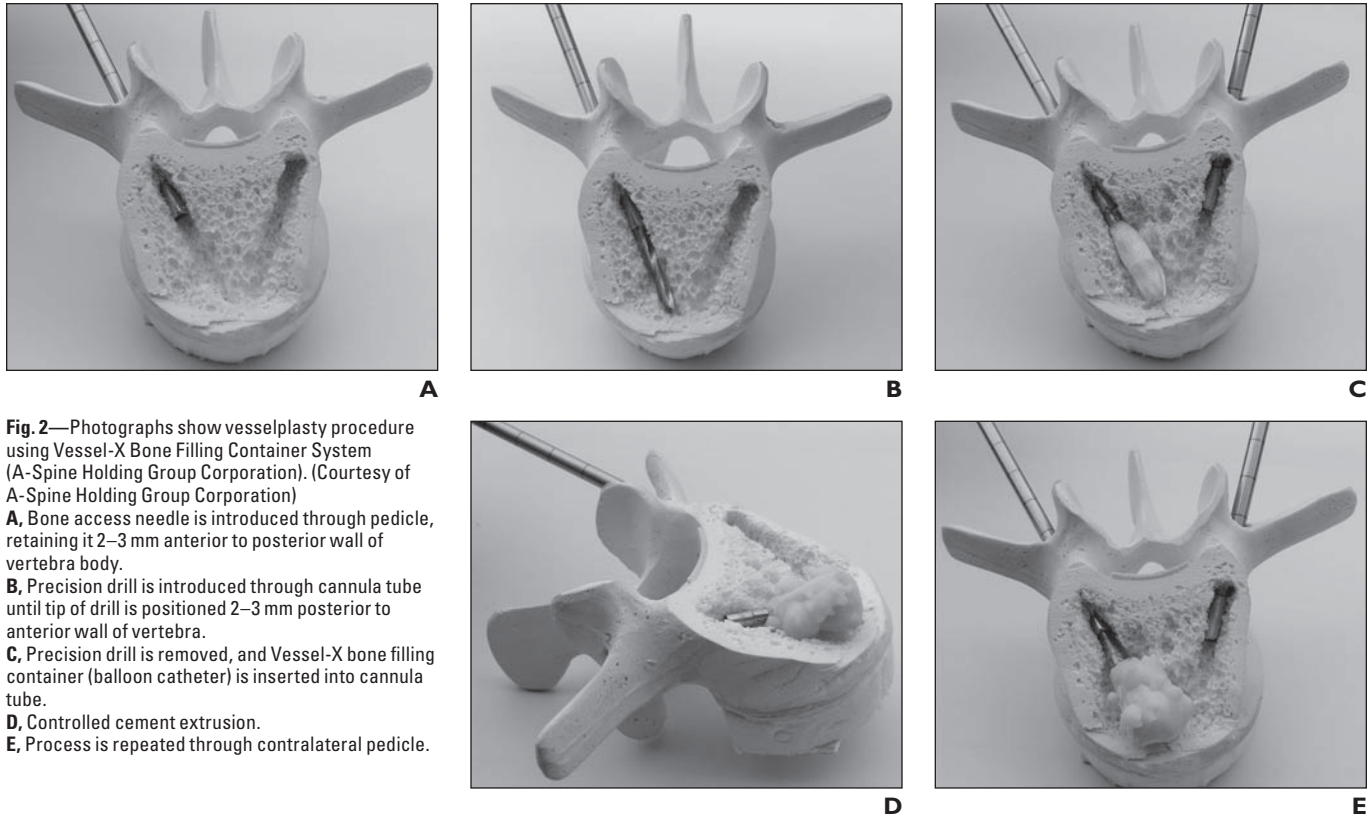 A
B
C
Fig. 2—Photographs show vesselplasty procedure
using Vessel-X Bone Filling Container System
(A-Spine Holding Group Corporation). (Courtesy of
A-Spine Holding Group Corporation)
A, Bone access needle is introduced through pedicle,
retaining it 2–3 mm anterior to posterior wall of
vertebra body.
B, Precision drill is introduced through cannula tube
until tip of drill is positioned 2–3 mm posterior to
anterior wall of vertebra.
C, Precision drill is removed, and Vessel-X bone filling
container (balloon catheter) is inserted into cannula
tube.
D, Controlled cement extrusion.
E, Process is repeated through contralateral pedicle.
D
E